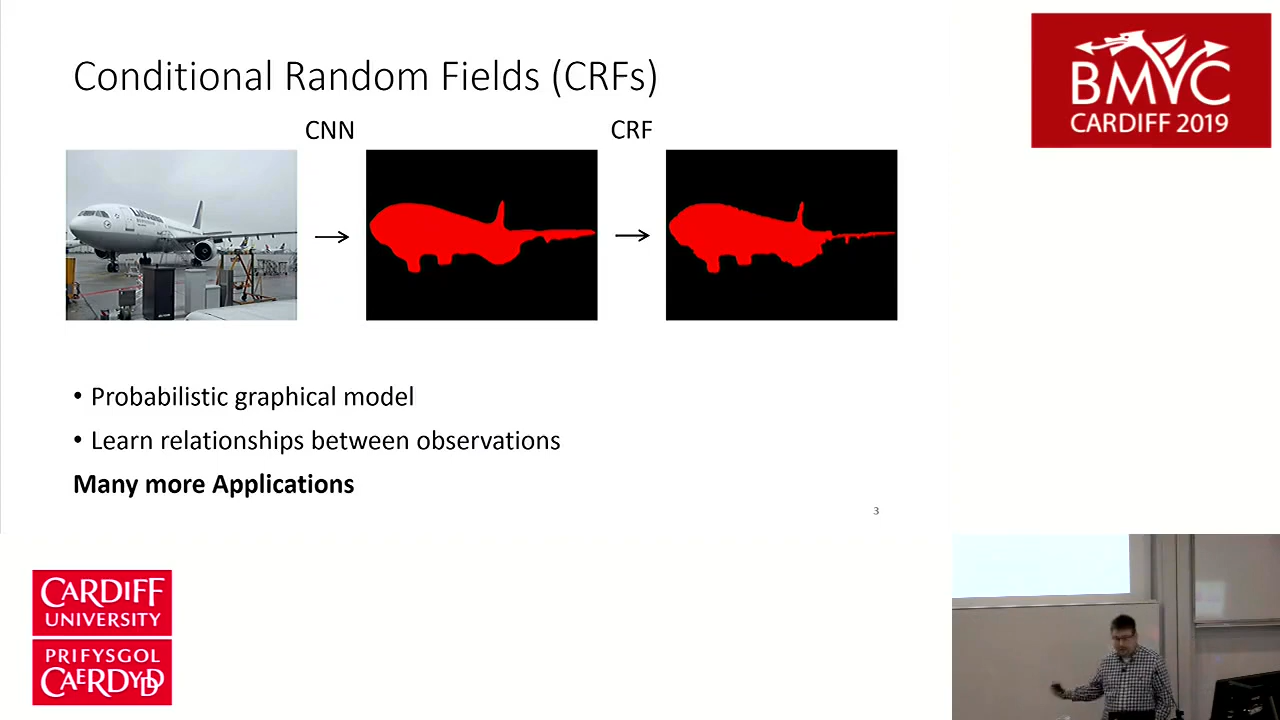 Conditional Random Fields (CRFs)
CNN
CRF
• Probabilistic graphical model
• Learn relationships between observations
Many more Applications
3
BMVC
CARDIFF 2019
CARDIFF
UNIVERSITY
PRIFYSGOL
CAERDYDD